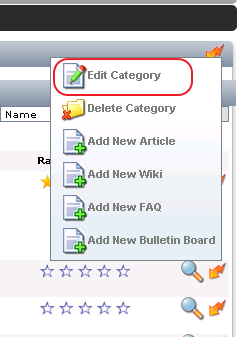 Edit Category
Delete Category
Name
Add New Article
Ra
Add New Wiki
Add New FAQ
Add New Bulletin Board